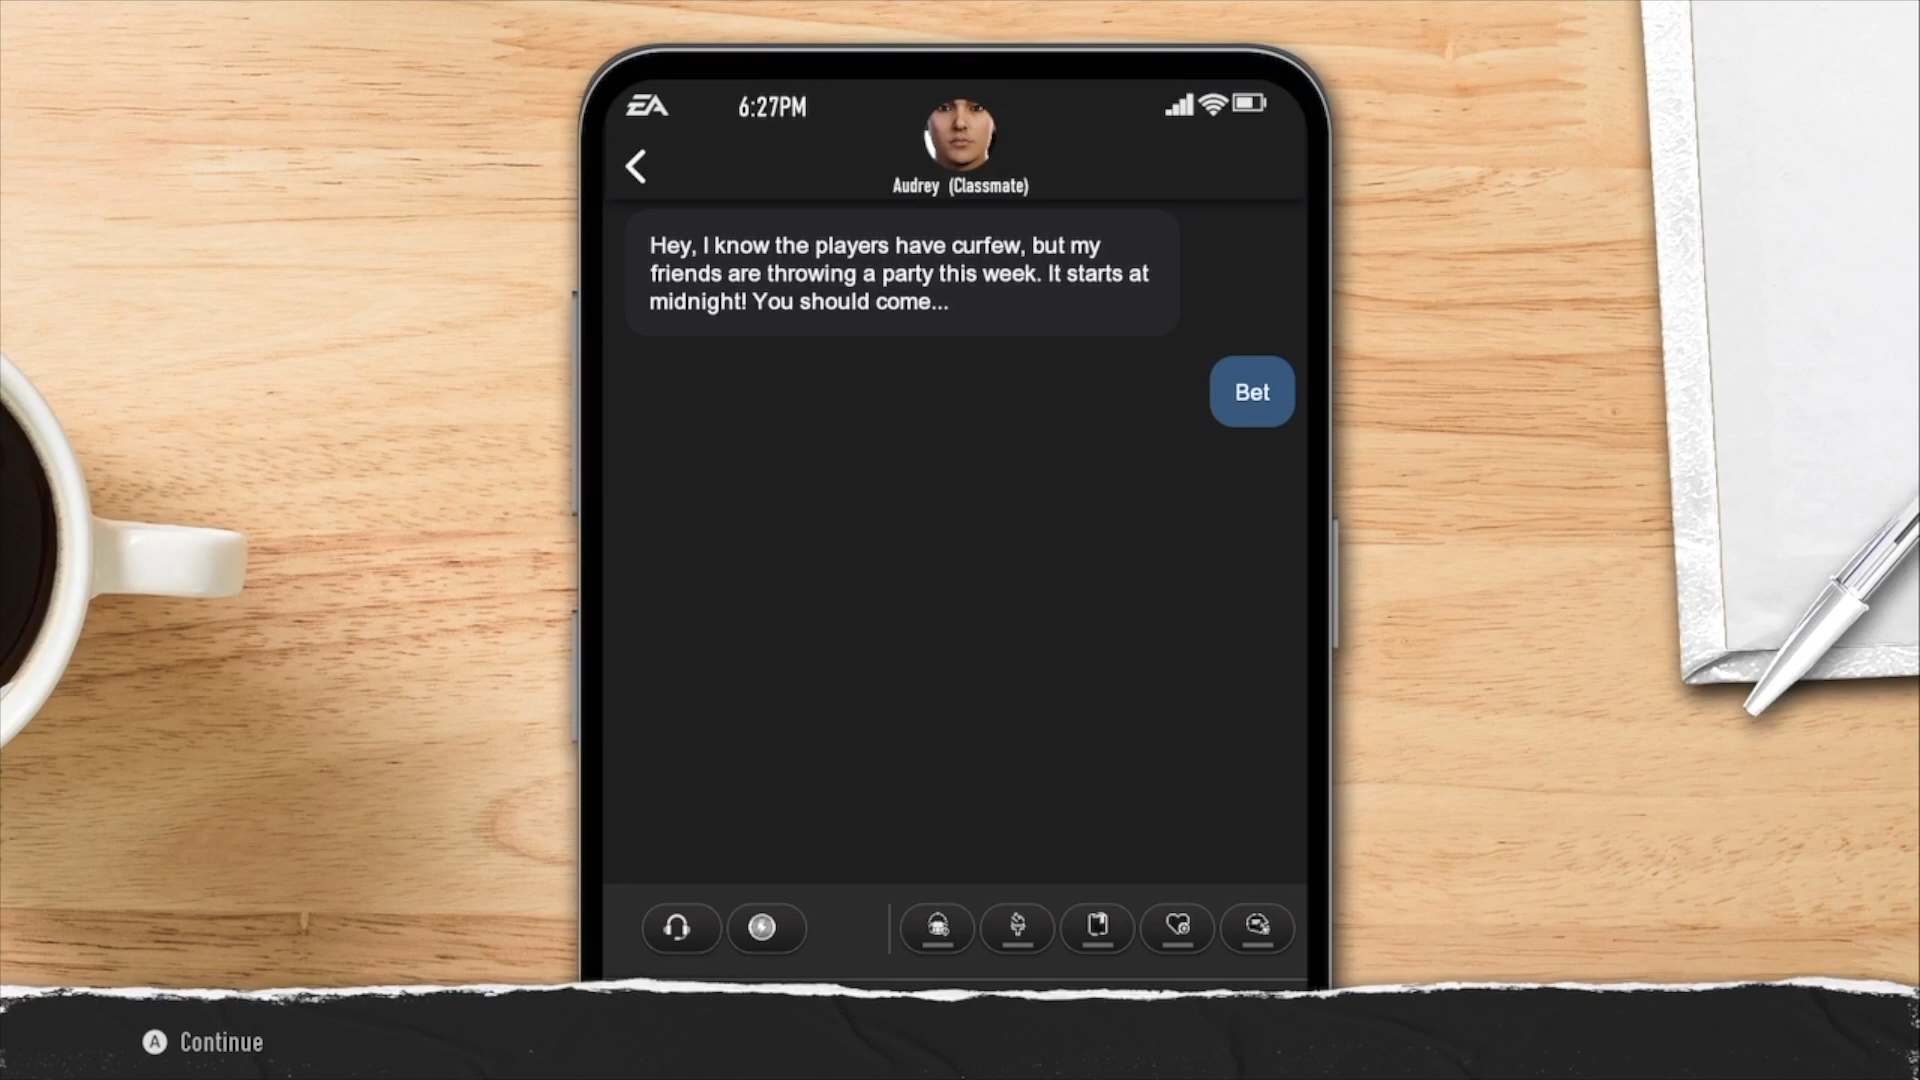 EA
6:27PM
Audrey (Classmate)
Hey, I know the players have curfew, but my
friends are throwing a party this week. It starts at
midnight! You should come...
Bet
A Continue